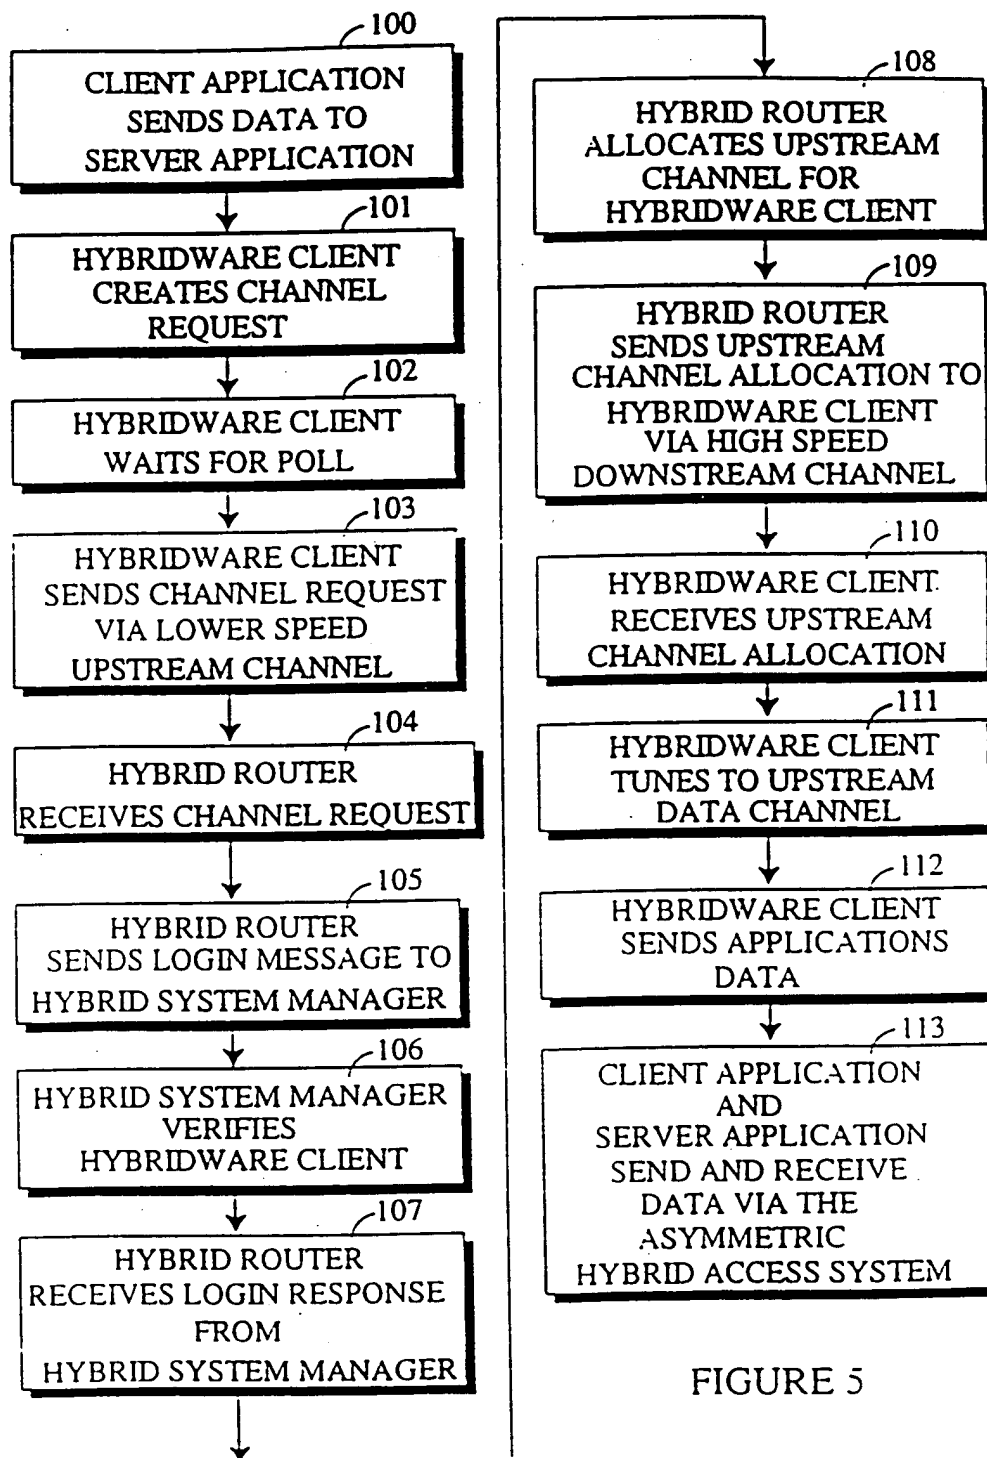 100
CLIENT APPLICATION
SENDS DATA TO
SERVER APPLICATION
101
HYBRIDWARE CLIENT
CREATES CHANNEL
REQUEST
102
HYBRIDWARE CLIENT
WAITS FOR POLL
103
HYBRIDWARE CLIENT
SENDS CHANNEL REQUEST
VIA LOWER SPEED
UPSTREAM CHANNEL
104
HYBRID ROUTER
RECEIVES CHANNEL REQUEST
105
HYBRID ROUTER
SENDS LOGIN MESSAGE TO
HYBRID SYSTEM MANAGER
106
HYBRID SYSTEM MANAGER
VERIFIES
HYBRIDWARE CLIENT
107
HYBRID ROUTER
RECEIVES LOGIN RESPONSE
FROM
HYBRID SYSTEM MANAGER
108
HYBRID ROUTER
ALLOCATES UPSTREAM
CHANNEL FOR
HYBRIDWARE CLIENT
109
HYBRID ROUTER
SENDS UPSTREAM
CHANNEL ALLOCATION TO
HYBRIDWARE CLIENT
VIA HIGH SPEED
DOWNSTREAM CHANNEL
110
HYBRIDWARE CLIENT
RECEIVES UPSTREAM
CHANNEL ALLOCATION
111
HYBRIDWARE CLIENT
TUNES TO UPSTREAM
DATA CHANNEL
112
HYBRIDWARE CLIENT
SENDS APPLICATIONS
DATA
113
CLIENT APPLICATION
AND
SERVER APPLICATION
SEND AND RECEIVE
DATA VIA THE
ASYMMETRIC
HYBRID ACCESS SYSTEM
FIGURE 5